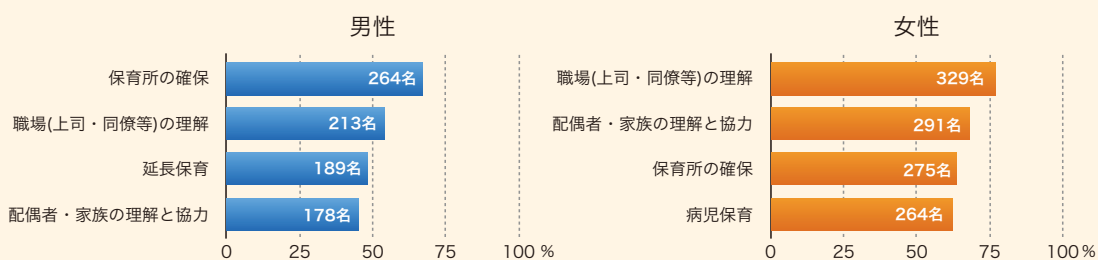 男性
保育所の確保 264名
職場(上司・同僚等)の理解 213名
延長保育 189名
配偶者・家族の理解と協力 178名
0 25 50 75 100 %
女性
職場(上司・同僚等)の理解 329名
配偶者・家族の理解と協力 291名
保育所の確保 275名
病児保育 264名
0 25 50 75 100 %